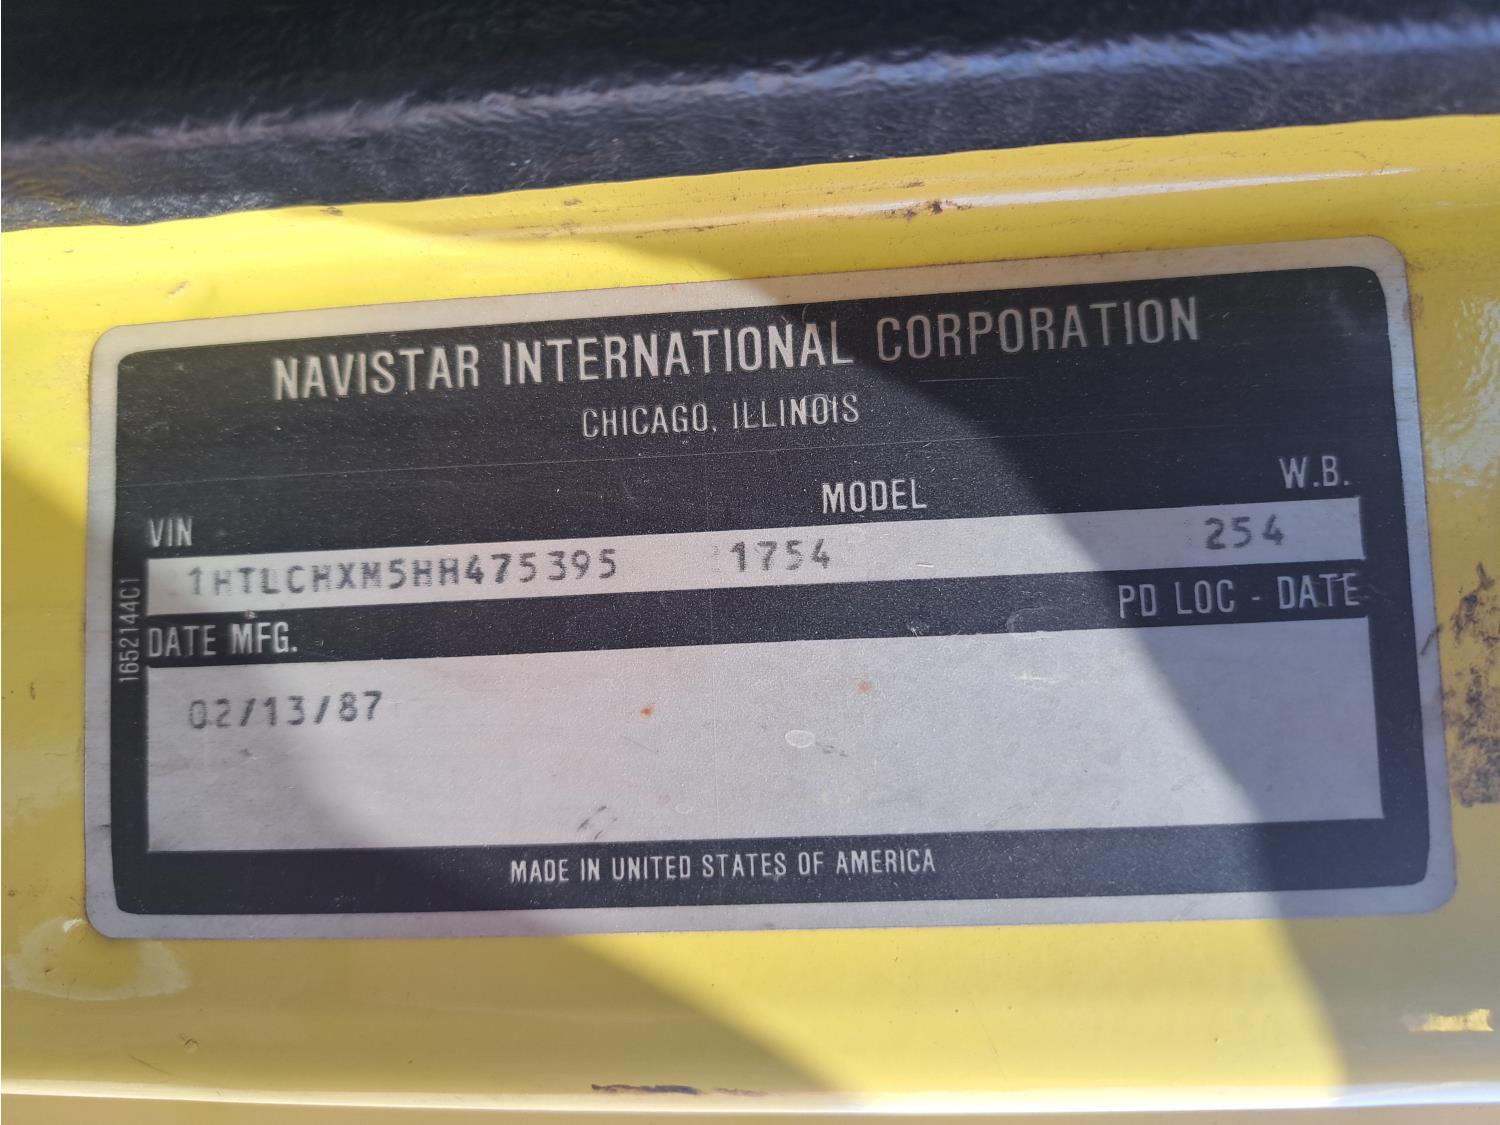 NAVISTAR INTERNATIONAL CORPORATION
CHICAGO, ILLINOIS
VIN MODEL W.B.
1HTLCHXM5HH475395 1754 254
DATE MFG. PD LOC - DATE
02/13/87
1652144C1
MADE IN UNITED STATES OF AMERICA